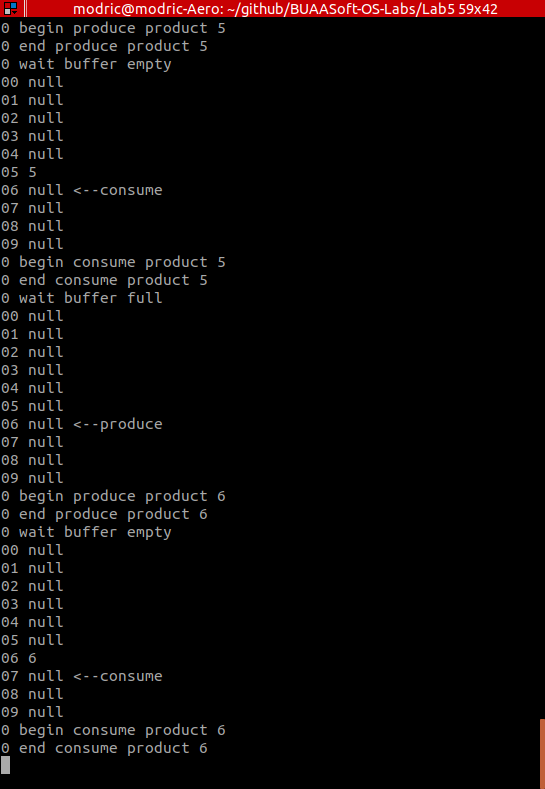 modric@modric-Aero: ~/github/BUAASoft-OS-Labs/Lab5 59x42
0 begin produce product 5
0 end produce product 5
0 wait buffer empty
00 null
01 null
02 null
03 null
04 null
05 5
06 null <--consume
07 null
08 null
09 null
0 begin consume product 5
0 end consume product 5
0 wait buffer full
00 null
01 null
02 null
03 null
04 null
05 null
06 null <--produce
07 null
08 null
09 null
0 begin produce product 6
0 end produce product 6
0 wait buffer empty
00 null
01 null
02 null
03 null
04 null
05 null
06 6
07 null <--consume
08 null
09 null
0 begin consume product 6
0 end consume product 6